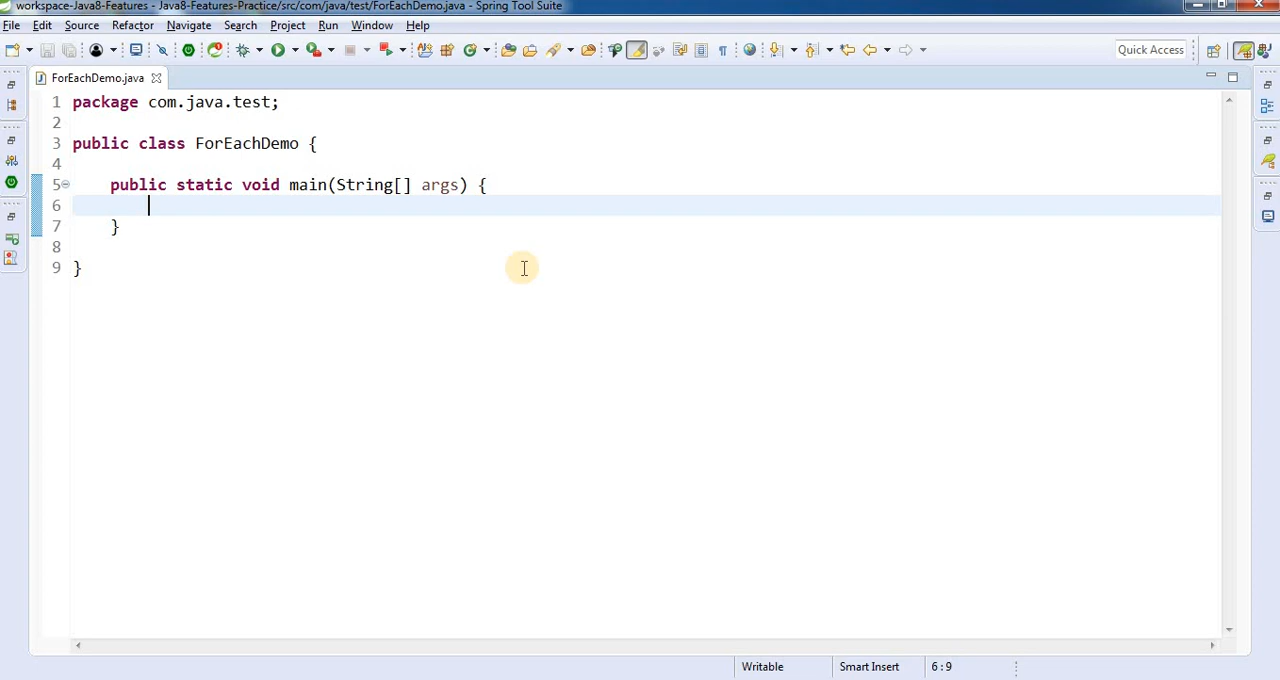 workspace-Java8-Features - Java8-Features-Practice/src/com/java/test/ForEachDemo.java - Spring Tool Suite
File Edit Source Refactor Navigate Search Project Run Window Help
Quick Access
ForEachDemo.java
1 package com.java.test;
2
3 public class ForEachDemo {
4
5 public static void main(String[] args) {
6
7 }
8
9 }
Writable Smart Insert 6:9